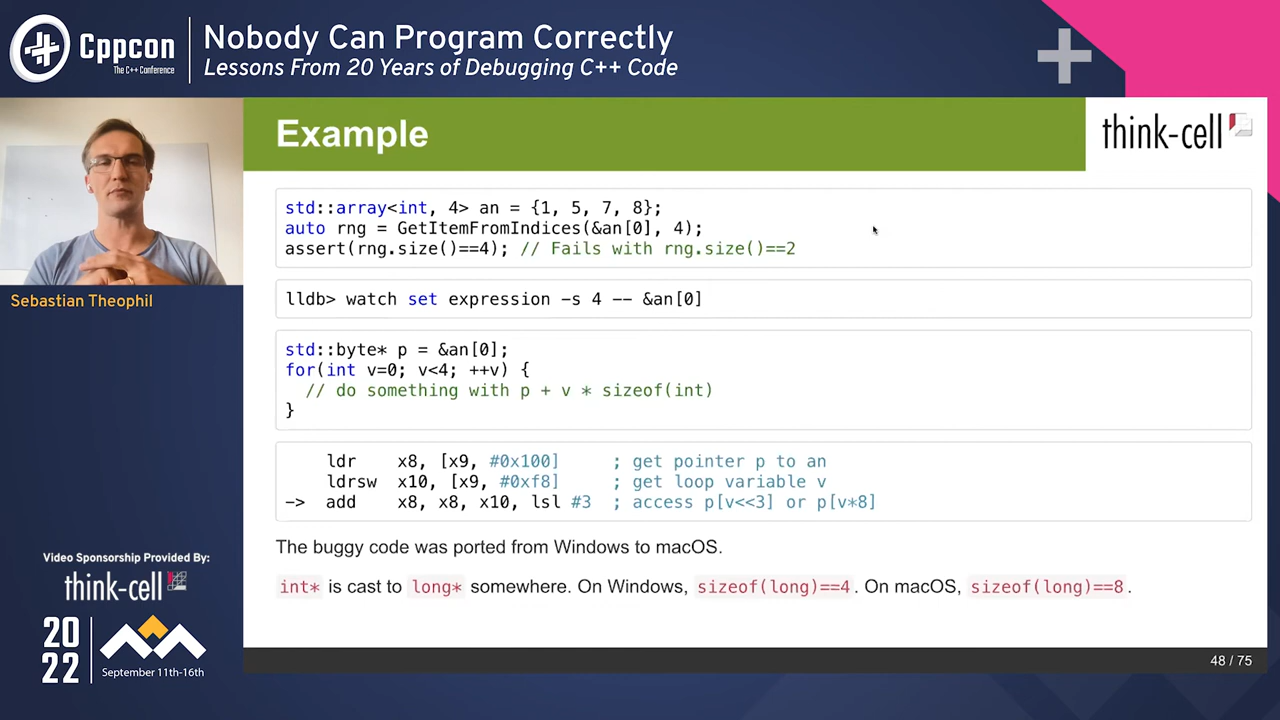 Cppcon
The C++ Conference
Nobody Can Program Correctly
Lessons From 20 Years of Debugging C++ Code
Example
think-cell
std::array<int, 4> an = {1, 5, 7, 8};
auto rng = GetItemFromIndices(&an[0], 4);
assert(rng.size()==4); // Fails with rng.size()==2
lldb> watch set expression -s 4 -- &an[0]
std::byte* p = &an[0];
for(int v=0; v<4; ++v) {
// do something with p + v * sizeof(int)
}
ldr x8, [x9, #0x100] ; get pointer p to an
ldrsw x10, [x9, #0xf8] ; get loop variable v
-> add x8, x8, x10, lsl #3 ; access p[v<<3] or p[v*8]
The buggy code was ported from Windows to macOS.
int* is cast to long* somewhere. On Windows, sizeof(long)==4. On macOS, sizeof(long)==8.
48 / 75
Sebastian Theophil
Video Sponsorship Provided By:
think-cell
20
22
September 11th-16th